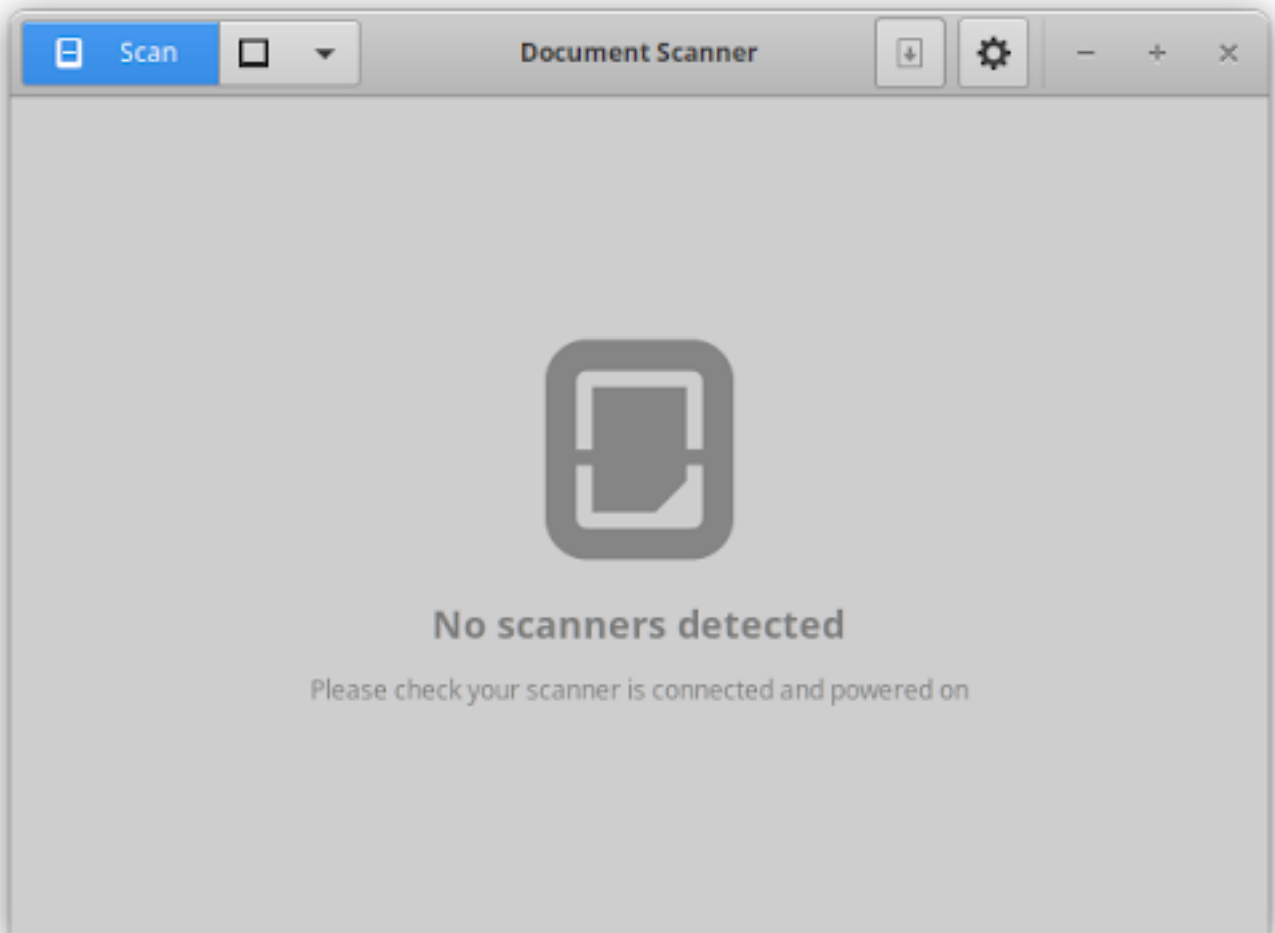 Scan
Document Scanner
No scanners detected
Please check your scanner is connected and powered on